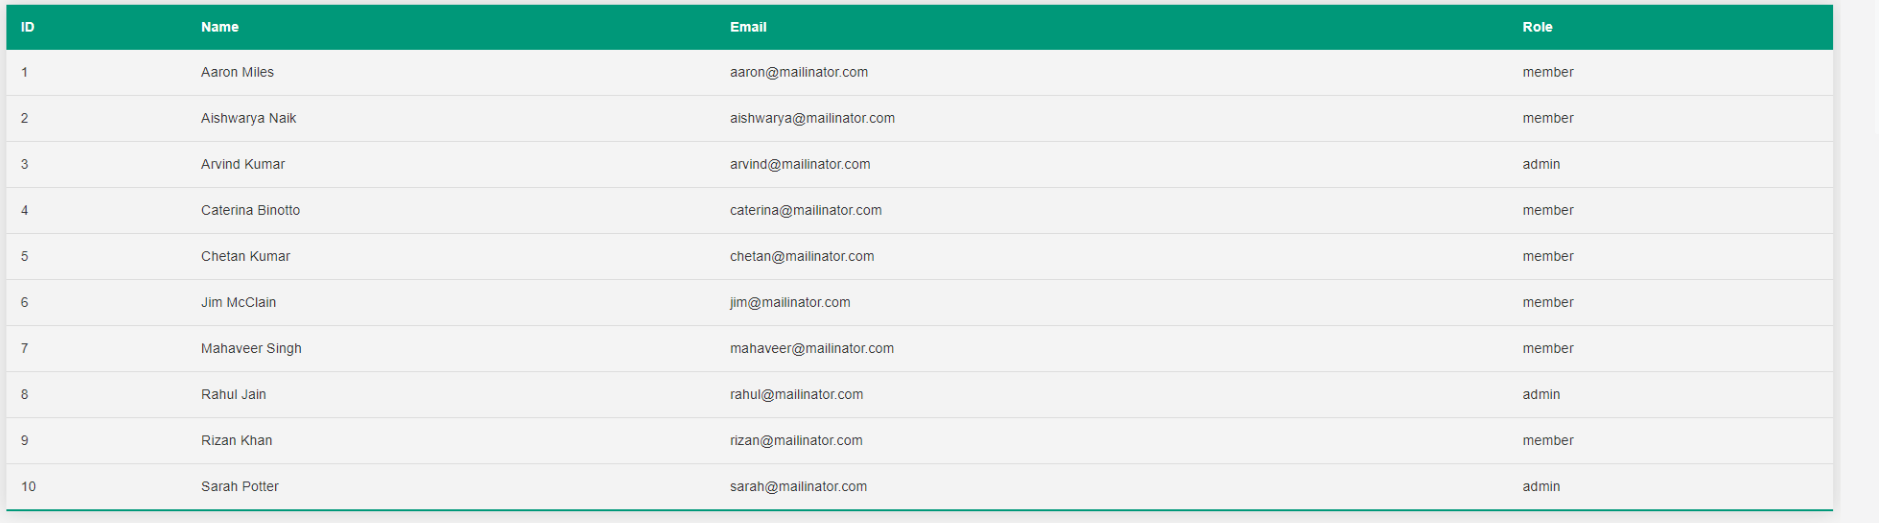 ID Name Email Role
1 Aaron Miles aaron@mailinator.com member
2 Aishwarya Naik aishwarya@mailinator.com member
3 Arvind Kumar arvind@mailinator.com admin
4 Caterina Binotto caterina@mailinator.com member
5 Chetan Kumar chetan@mailinator.com member
6 Jim McClain jim@mailinator.com member
7 Mahaveer Singh mahaveer@mailinator.com member
8 Rahul Jain rahul@mailinator.com admin
9 Rizan Khan rizan@mailinator.com member
10 Sarah Potter sarah@mailinator.com admin